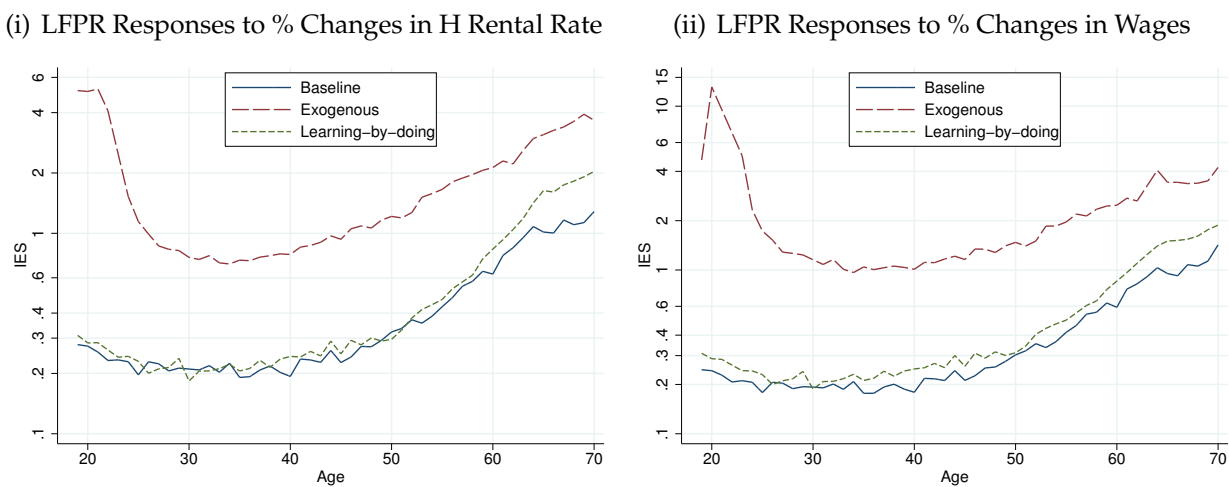 (i) LFPR Responses to % Changes in H Rental Rate
IES
6
4
2
1
.6
.4
.3
.2
.1
Baseline
Exogenous
Learning−by−doing
20 30 40 50 60 70
Age
(ii) LFPR Responses to % Changes in Wages
IES
15
10
6
4
2
1
.6
.4
.3
.2
.1
Baseline
Exogenous
Learning−by−doing
20 30 40 50 60 70
Age